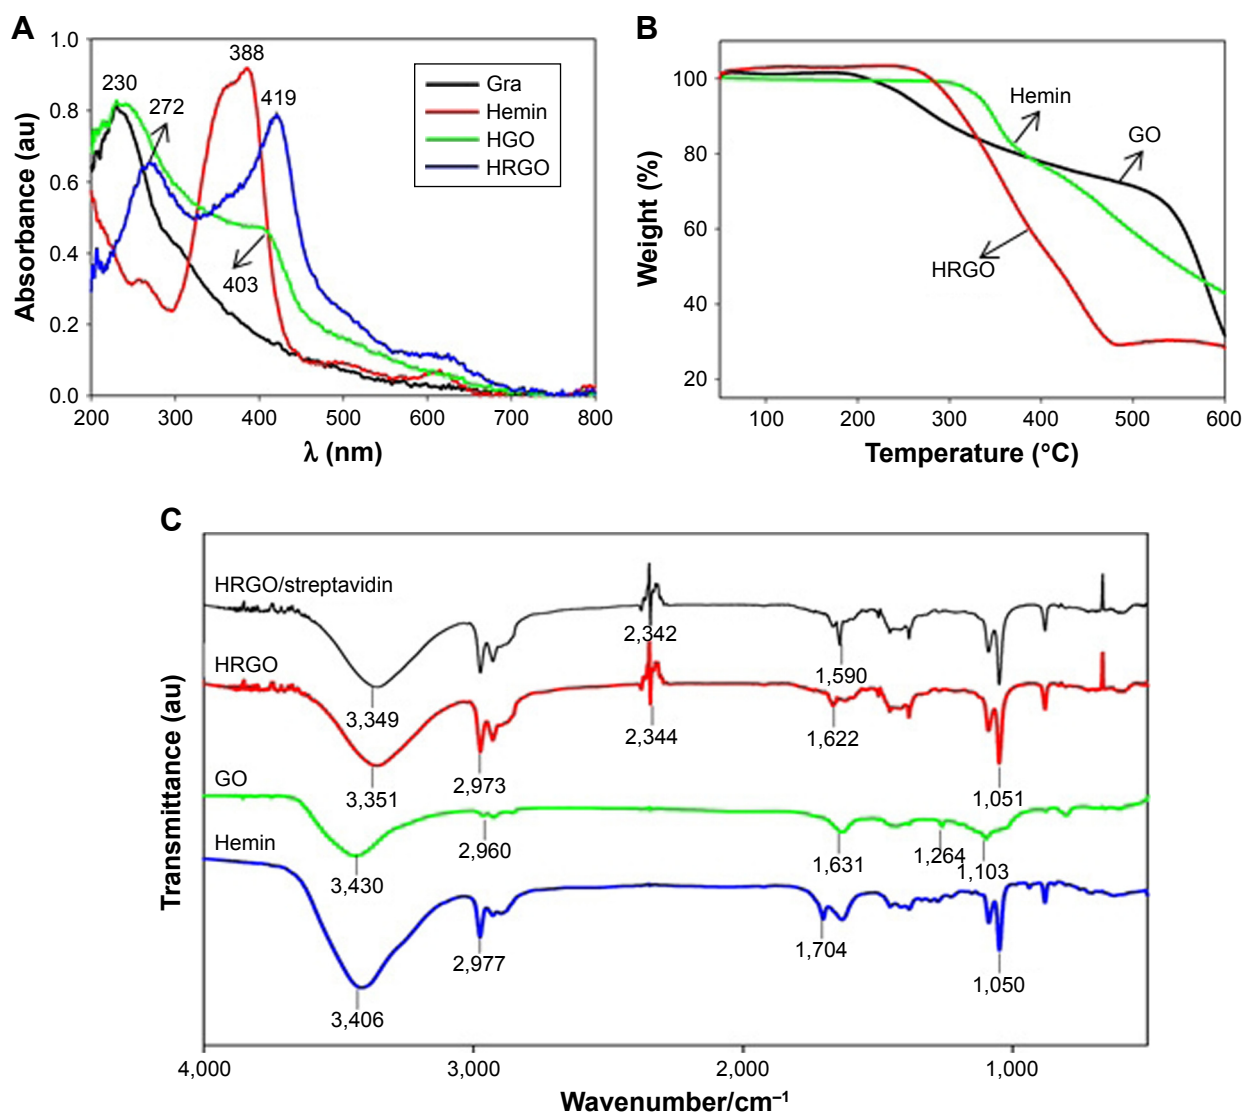 A
1.0
0.8
0.6
0.4
0.2
0.0
Absorbance (au)
230
272
388
419
403
Gra
Hemin
HGO
HRGO
200 300 400 500 600 700 800
λ (nm)
B
100
80
60
40
20
Weight (%)
Hemin
GO
HRGO
100 200 300 400 500 600
Temperature (°C)
C
Transmittance (au)
HRGO/streptavidin
2,342
1,590
3,349
HRGO
2,344
1,622
2,973
1,051
3,351
GO
2,960
1,631
1,264
1,103
3,430
Hemin
1,704
2,977
1,050
3,406
4,000 3,000 2,000 1,000
Wavenumber/cm⁻¹